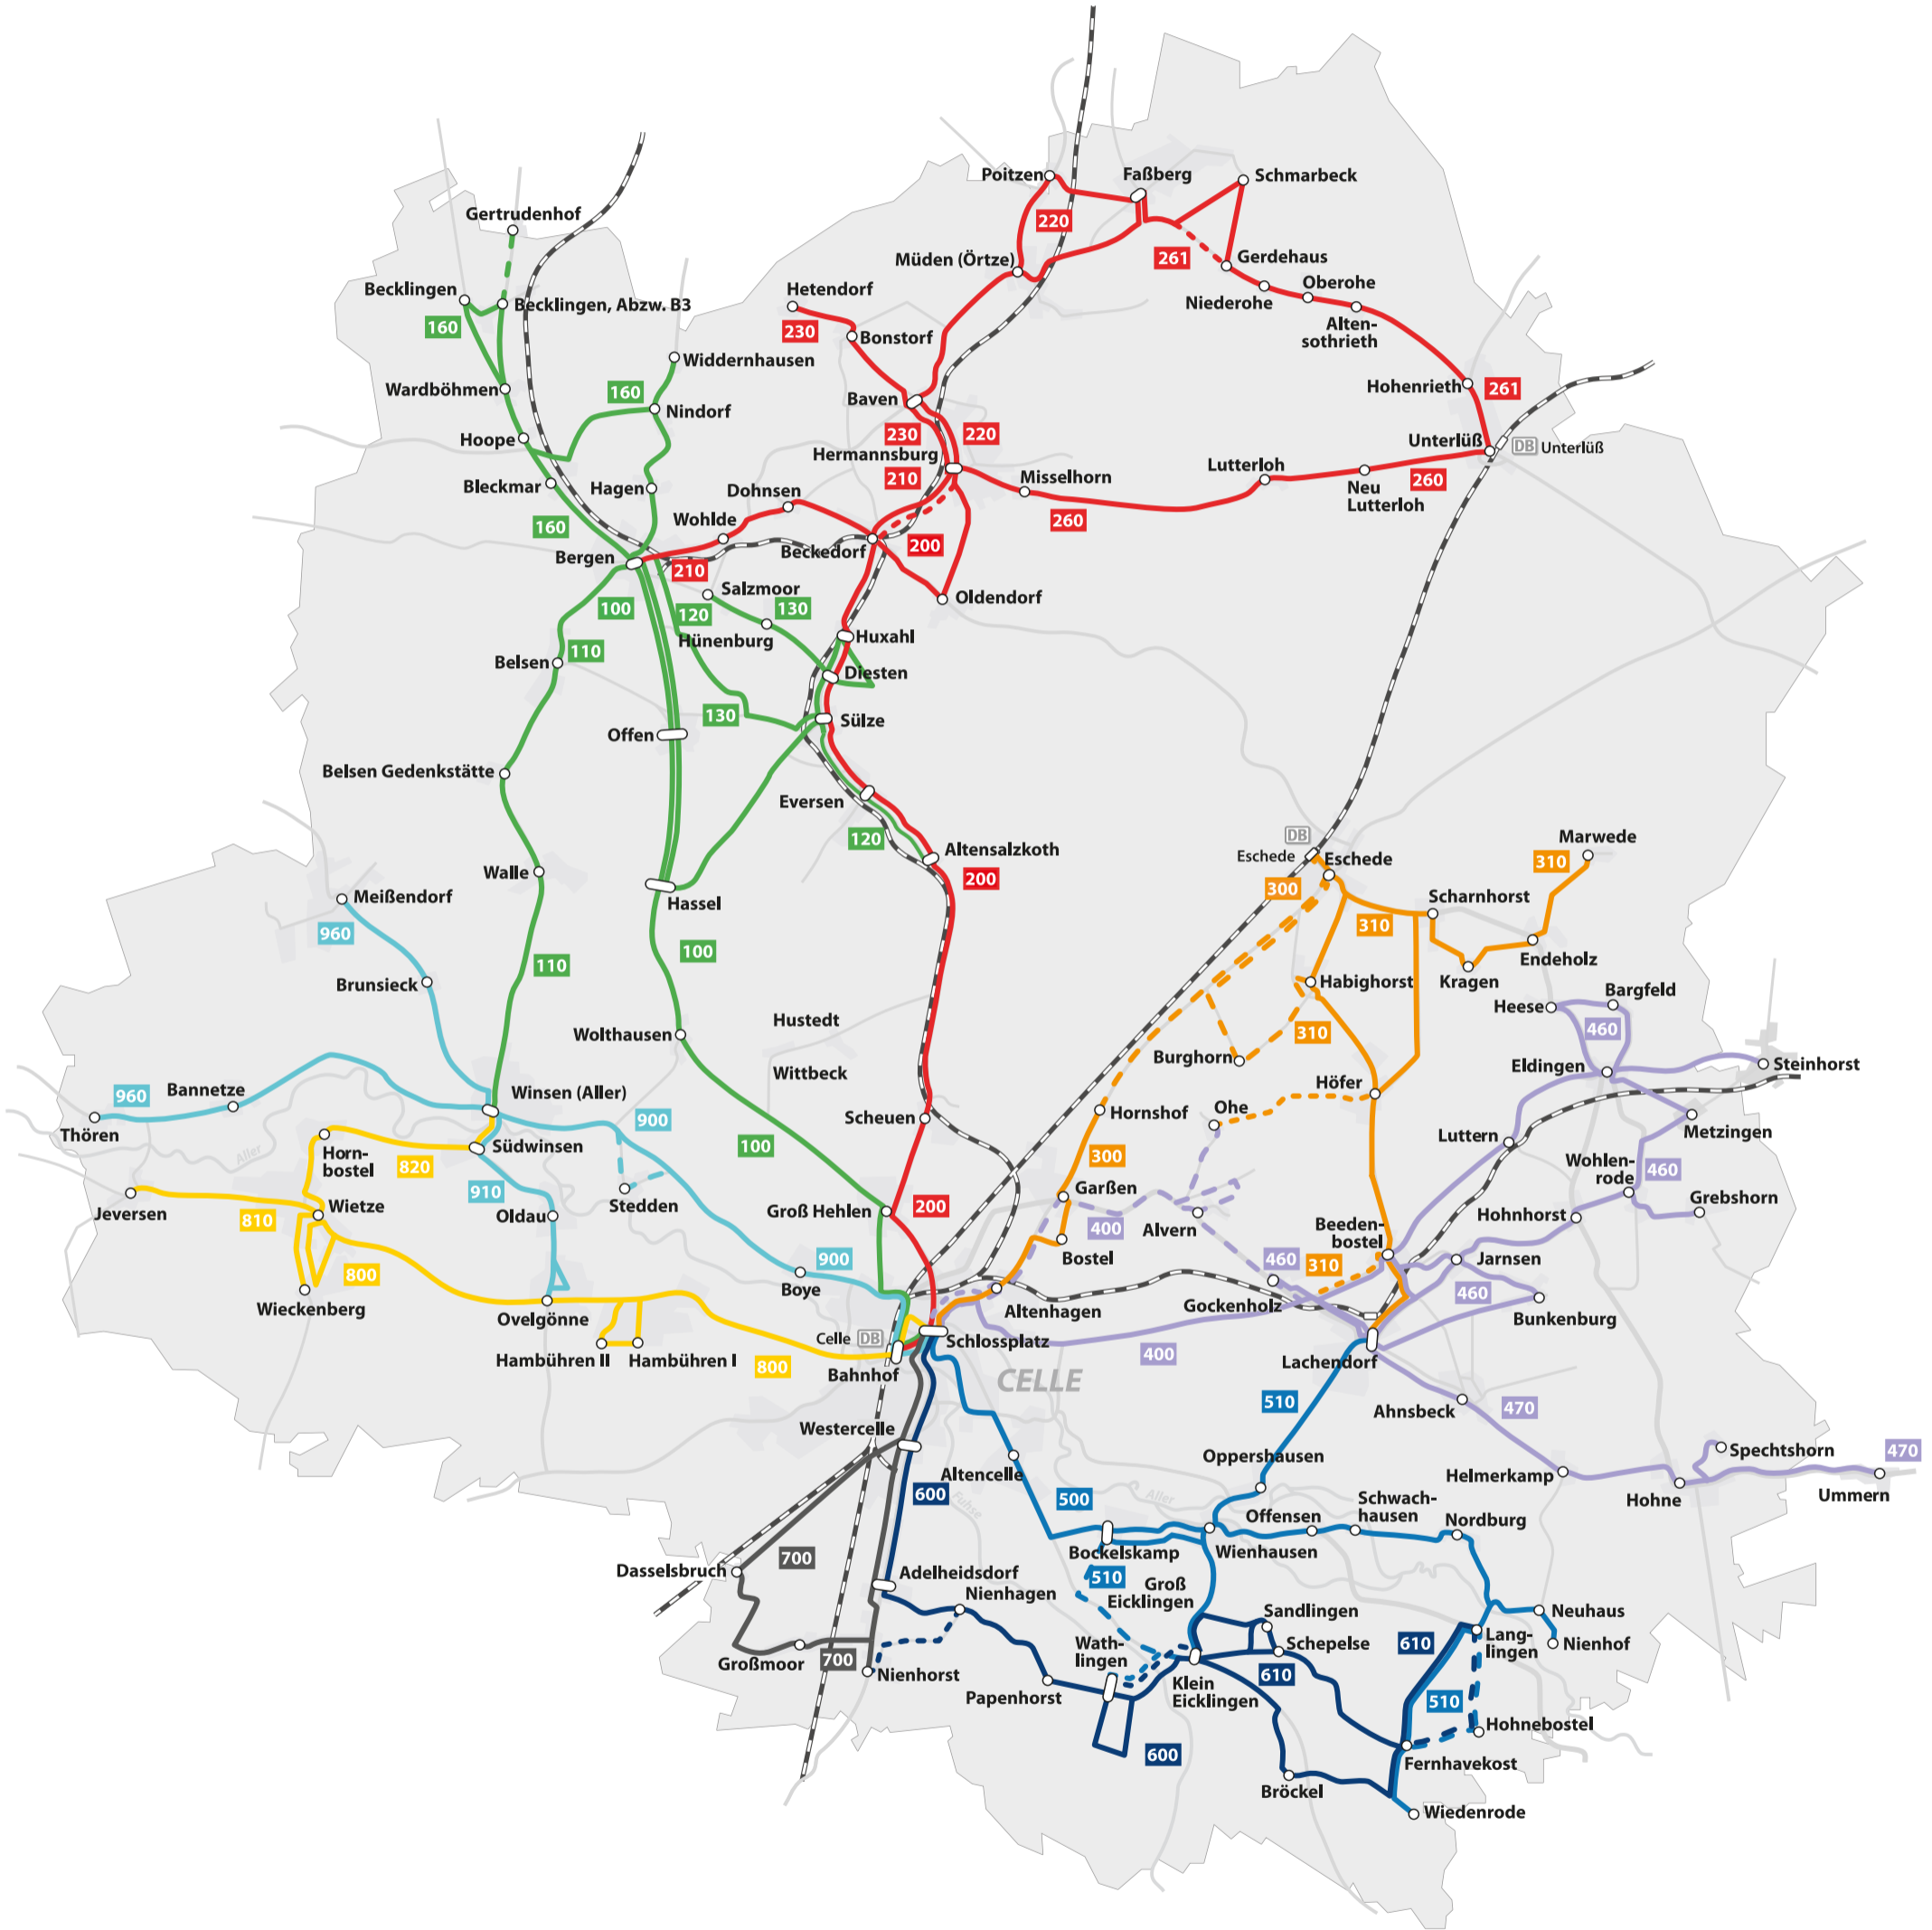 Poitzen
Faßberg
Schmarbeck
Gertrudenhof
220
Müden (Örtze)
261
Gerdehaus
Becklingen
Becklingen, Abzw. B3
Hetendorf
Niederohe
Oberohe
160
230
Bonstorf
Alten-
sothrieth
Widdernhausen
Wardböhmen
160
Baven
Hohenrieth
261
Nindorf
Hoope
230
220
Unterlüß
DB
Unterlüß
Hermannsburg
Bleckmar
Hagen
Dohnsen
210
Misselhorn
Lutterloh
Neu
Lutterloh
260
160
Wohlde
260
Bergen
Beckedorf
200
210
Salzmoor
Oldendorf
100
120
130
Hünenburg
Huxahl
Belsen
110
Diesten
130
Sülze
Offen
Belsen Gedenkstätte
Eversen
120
Altensalzkoth
DB
Eschede
Eschede
Marwede
310
Walle
200
300
Meißendorf
Hassel
Scharnhorst
960
310
100
110
Endeholz
Brunsieck
Habighorst
Kragen
Bargfeld
Heese
Wolthausen
Hustedt
310
460
Burghorn
Wittbeck
Eldingen
Steinhorst
960
Bannetze
Winsen (Aller)
Höfer
Thören
900
Scheuen
Hornshof
Ohe
Metzingen
Luttern
Aller
Horn-
bostel
820
Südwinsen
100
300
Wohlen-
rode
460
Jeversen
810
Wietze
910
Stedden
Garßen
Grebshorn
Oldau
Groß Hehlen
200
400
Alvern
Hohnhorst
Beeden-
bostel
Bostel
800
900
460
310
Jarnsen
Boye
460
Wieckenberg
Altenhagen
Gockenholz
Bunkenburg
Ovelgönne
Celle
DB
Schlossplatz
Hambühren II
Hambühren I
800
Bahnhof
400
Lachendorf
CELLE
510
Ahnsbeck
470
Westercelle
Oppershausen
Spechtshorn
470
Altencelle
Helmerkamp
600
500
Aller
Hohne
Ummern
Fuhse
Offensen
Schwach-
hausen
Nordburg
700
Bockelskamp
Wienhausen
Dasselsbruch
Adelheidsdorf
510
Nienhagen
Groß
Eicklingen
Sandlingen
Neuhaus
Wath-
lingen
Schepelse
610
Lang-
lingen
Nienhof
Großmoor
700
Nienhorst
610
Papenhorst
Klein
Eicklingen
510
Hohnebostel
600
Fernhavekost
Bröckel
Wiedenrode